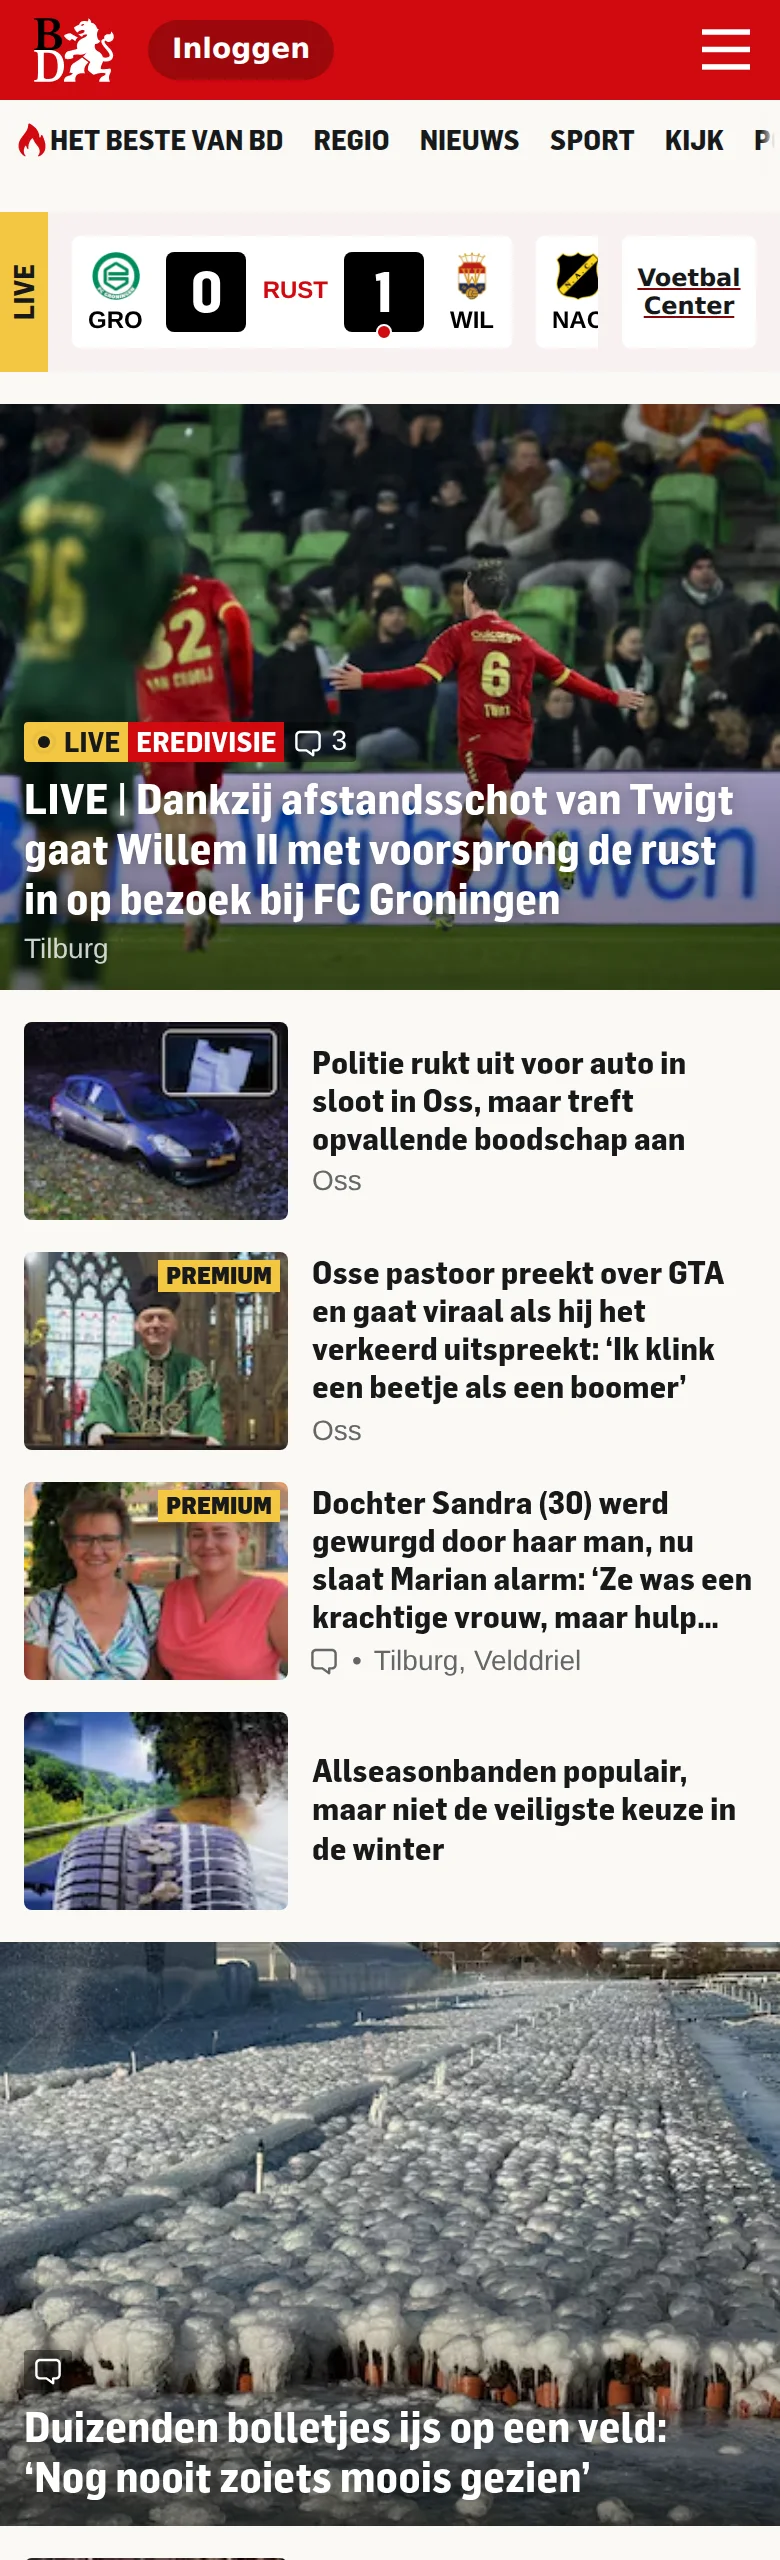 BD
Inloggen
HET BESTE VAN BD REGIO NIEUWS SPORT KIJK
LIVE
GRO 0 RUST 1 WIL
NAC
Voetbal
Center
32
6
LIVE EREDIVISIE 3
LIVE | Dankzij afstandsschot van Twigt
gaat Willem II met voorsprong de rust
in op bezoek bij FC Groningen
Tilburg
Politie rukt uit voor auto in
sloot in Oss, maar treft
opvallende boodschap aan
Oss
PREMIUM
Osse pastoor preekt over GTA
en gaat viraal als hij het
verkeerd uitspreekt: ‘Ik klink
een beetje als een boomer’
Oss
PREMIUM
Dochter Sandra (30) werd
gewurgd door haar man, nu
slaat Marian alarm: ‘Ze was een
krachtige vrouw, maar hulp...
• Tilburg, Velddriel
Allseasonbanden populair,
maar niet de veiligste keuze in
de winter
Duizenden bolletjes ijs op een veld:
‘Nog nooit zoiets moois gezien’